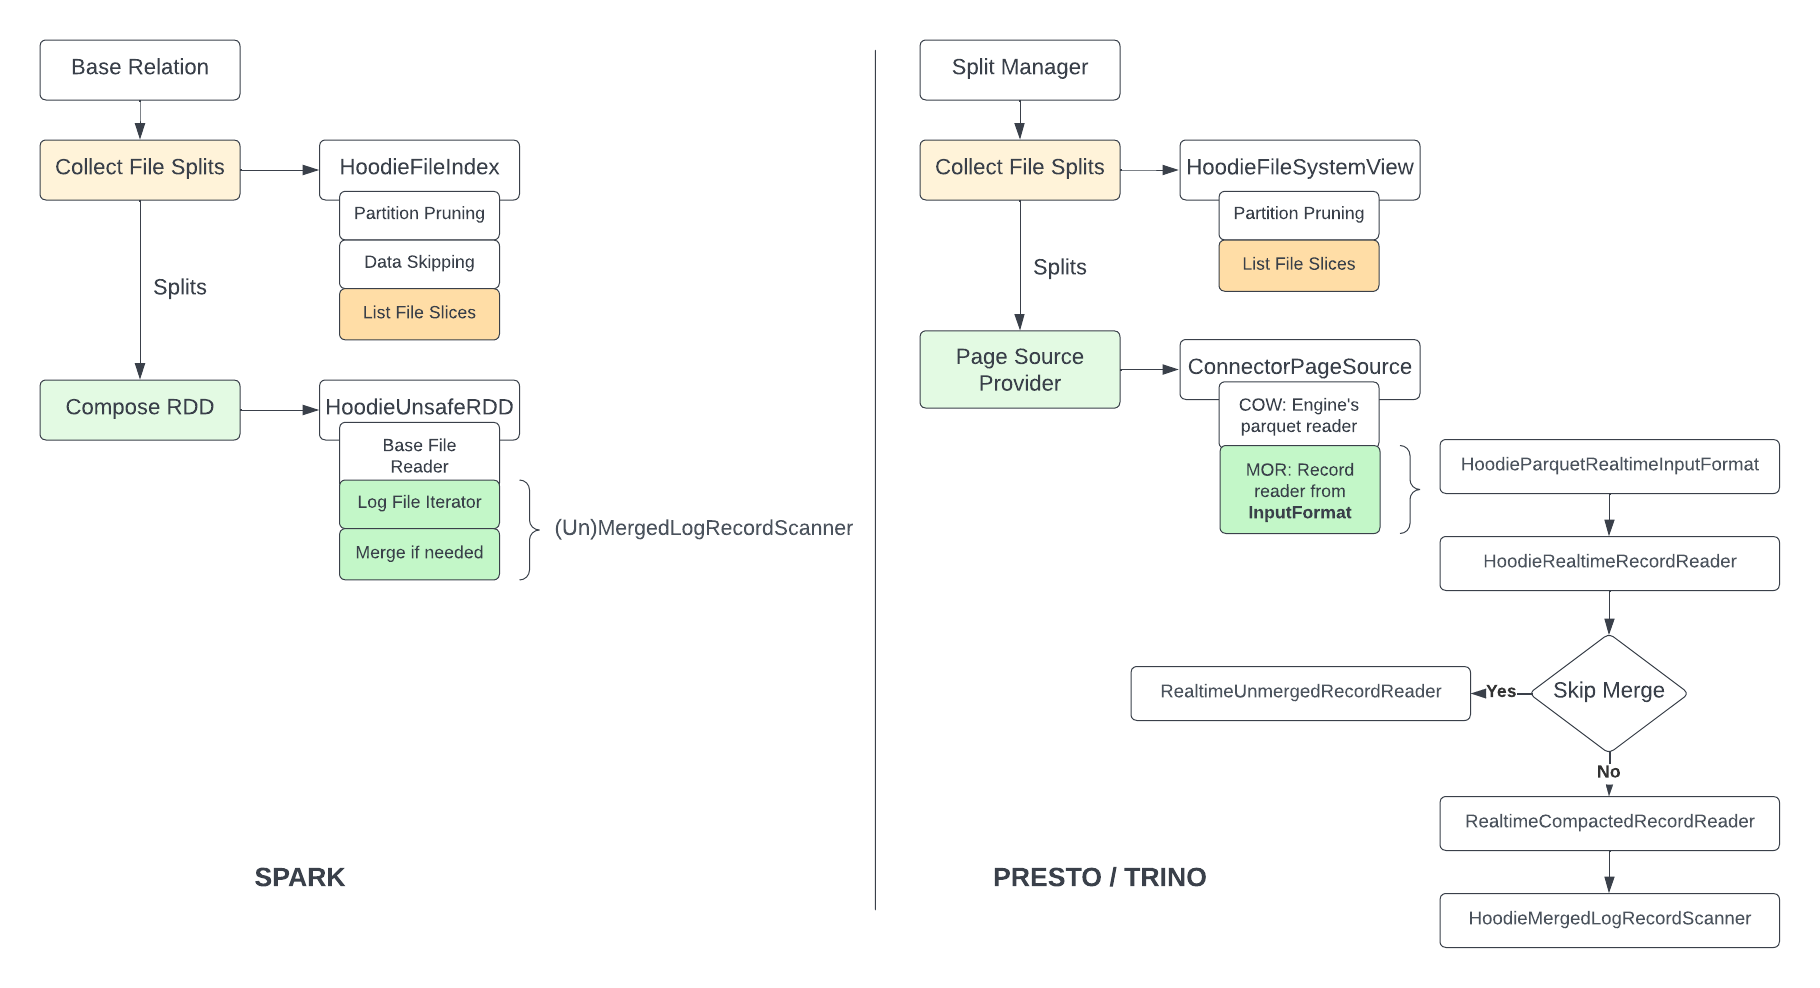 Base Relation
Collect File Splits
HoodieFileIndex
Partition Pruning
Data Skipping
List File Slices
Splits
Compose RDD
HoodieUnsafeRDD
Base File
Reader
Log File Iterator
Merge if needed
(Un)MergedLogRecordScanner
SPARK
Split Manager
Collect File Splits
HoodieFileSystemView
Partition Pruning
List File Slices
Splits
Page Source
Provider
ConnectorPageSource
COW: Engine's
parquet reader
MOR: Record
reader from
InputFormat
HoodieParquetRealtimeInputFormat
HoodieRealtimeRecordReader
Skip Merge
Yes
RealtimeUnmergedRecordReader
No
RealtimeCompactedRecordReader
HoodieMergedLogRecordScanner
PRESTO / TRINO